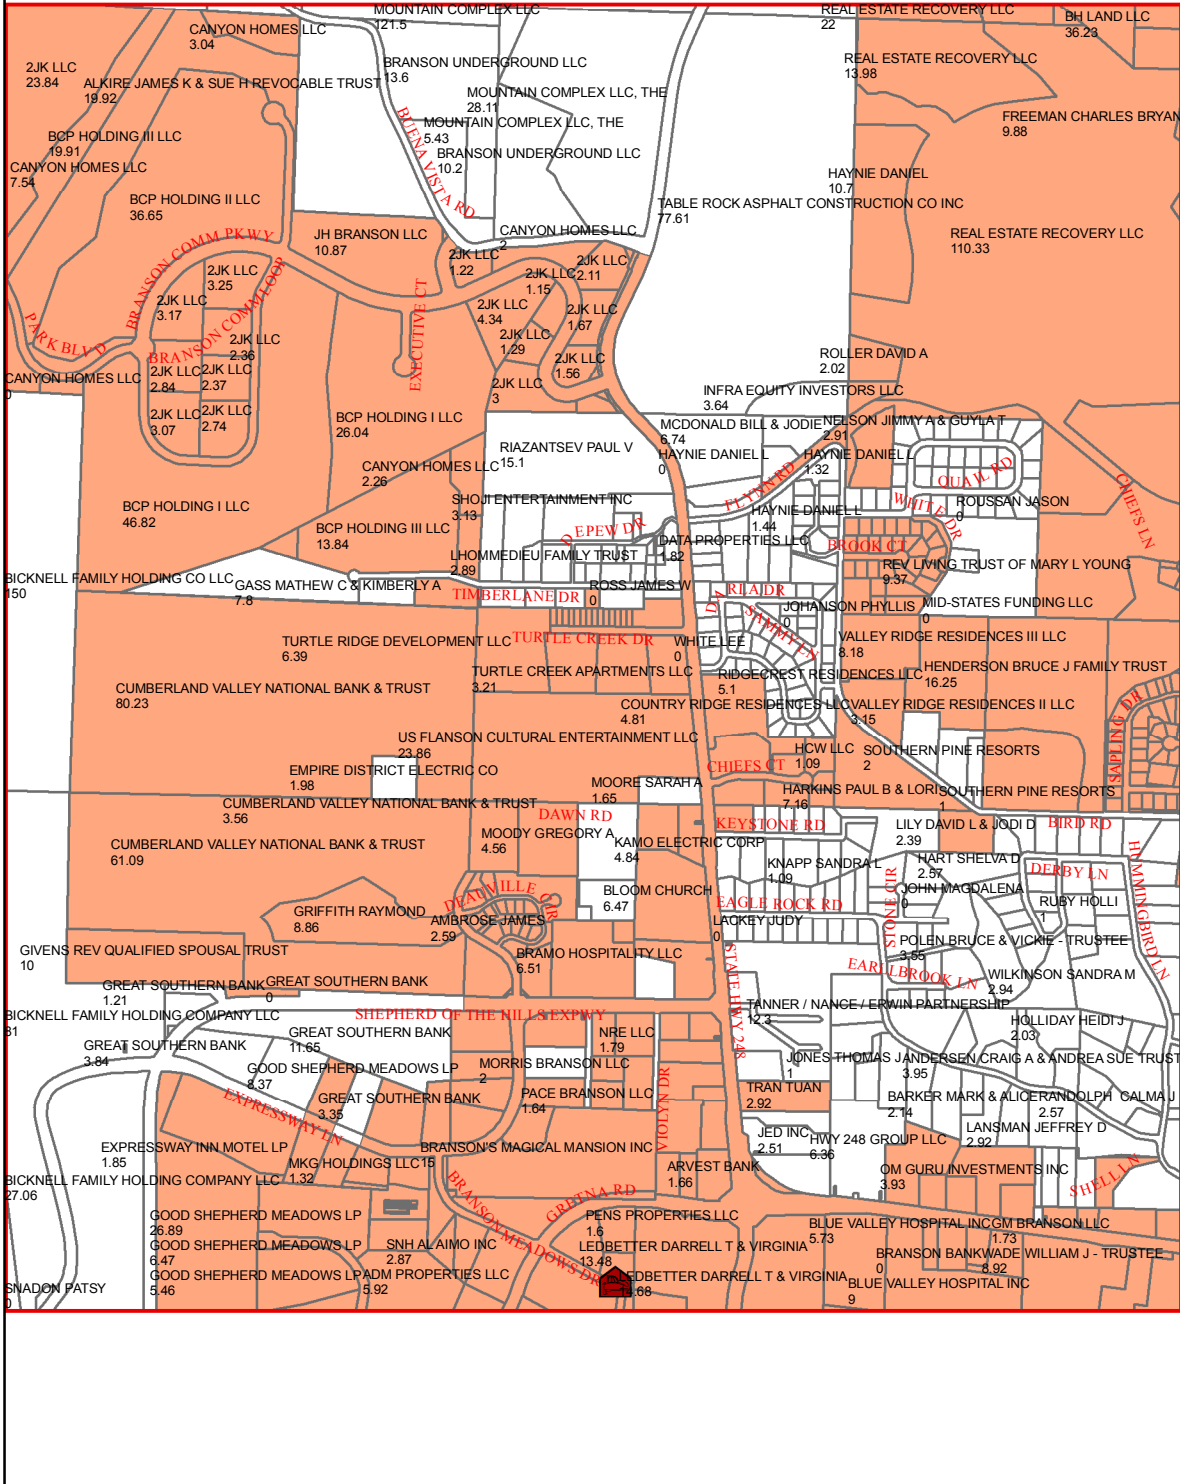 MOUNTAIN COMPLEX LLC
121.5
REAL ESTATE RECOVERY LLC
22
BH LAND LLC
36.23
CANYON HOMES LLC
3.04
2JK LLC
23.84
ALKIRE JAMES K & SUE H REVOCABLE TRUST
19.92
BRANSON UNDERGROUND LLC
13.6
REAL ESTATE RECOVERY LLC
13.98
MOUNTAIN COMPLEX LLC, THE
28.11
MOUNTAIN COMPLEX LLC, THE
5.43
FREEMAN CHARLES BRYAN
9.88
BUENA VISTA RD
BCP HOLDING III LLC
19.91
BRANSON UNDERGROUND LLC
10.2
CANYON HOMES LLC
7.54
HAYNIE DANIEL
10.7
BCP HOLDING II LLC
36.65
TABLE ROCK ASPHALT CONSTRUCTION CO INC
77.61
JH BRANSON LLC
10.87
CANYON HOMES LLC
2
REAL ESTATE RECOVERY LLC
110.33
BRANSON COMM PKWY
2JK LLC
1.22
2JK LLC
2.11
2JK LLC
3.25
2JK LLC
1.15
2JK LLC
3.17
2JK LLC
4.34
2JK LLC
1.67
PARK BLVD
BRANSON COMM LOOP
EXECUTIVE CT
2JK LLC
2.36
2JK LLC
1.29
2JK LLC
1.56
ROLLER DAVID A
2.02
CANYON HOMES LLC
0
2JK LLC
2.84
2JK LLC
2.37
2JK LLC
3
INFRA EQUITY INVESTORS LLC
3.64
2JK LLC
3.07
2JK LLC
2.74
BCP HOLDING I LLC
26.04
MCDONALD BILL & JODIE
6.74
NELSON JIMMY A & GUYLA T
2.91
RIAZANTSEV PAUL V
15.1
HAYNIE DANIEL L
0
HAYNIE DANIEL L
1.32
CANYON HOMES LLC
2.26
FLYNN RD
QUAIL RD
CHIEFS LN
BCP HOLDING I LLC
46.82
SHOJI ENTERTAINMENT INC
3.13
HAYNIE DANIEL L
1.44
WHITE DR
ROUSSAN JASON
0
BCP HOLDING III LLC
13.84
DEPEW DR
DATA PROPERTIES LLC
1.82
BROOK CT
LHOMMEDIEU FAMILY TRUST
2.89
REV LIVING TRUST OF MARY L YOUNG
9.37
BICKNELL FAMILY HOLDING CO LLC
150
GASS MATHEW C & KIMBERLY A
7.8
TIMBERLANE DR
ROSS JAMES W
0
DARLA DR
JOHANSON PHYLLIS
0
MID-STATES FUNDING LLC
0
SAMMY LN
TURTLE RIDGE DEVELOPMENT LLC
6.39
TURTLE CREEK DR
WHITE LEE
0
VALLEY RIDGE RESIDENCES III LLC
8.18
TURTLE CREEK APARTMENTS LLC
3.21
RIDGECREST RESIDENCES LLC
5.1
HENDERSON BRUCE J FAMILY TRUST
16.25
CUMBERLAND VALLEY NATIONAL BANK & TRUST
80.23
COUNTRY RIDGE RESIDENCES LLC
4.81
VALLEY RIDGE RESIDENCES II LLC
3.15
SAPLING DR
US FLANSON CULTURAL ENTERTAINMENT LLC
23.86
HCW LLC
1.09
SOUTHERN PINE RESORTS
2
EMPIRE DISTRICT ELECTRIC CO
1.98
CHIEFS CT
MOORE SARAH A
1.65
HARKINS PAUL B & LORI
7.16
SOUTHERN PINE RESORTS
1
CUMBERLAND VALLEY NATIONAL BANK & TRUST
3.56
DAWN RD
KEYSTONE RD
LILY DAVID L & JODI D
2.39
BIRD RD
CUMBERLAND VALLEY NATIONAL BANK & TRUST
61.09
MOODY GREGORY A
4.56
KAMO ELECTRIC CORP
4.84
KNAPP SANDRA L
1.09
HART SHELVA D
2.57
DERBY LN
HUMMINGBIRD LN
DEAUVILLE CIR
BLOOM CHURCH
6.47
STONE CIR
JOHN MAGDALENA
0
RUBY HOLLI
1
GRIFFITH RAYMOND
8.86
AMBROSE JAMES
2.59
EAGLE ROCK RD
LACKEY JUDY
0
POLEN BRUCE & VICKIE - TRUSTEE
3.55
GIVENS REV QUALIFIED SPOUSAL TRUST
10
BRAMO HOSPITALITY LLC
6.51
STATE HWY 248
EARLLBROOK LN
WILKINSON SANDRA M
2.94
GREAT SOUTHERN BANK
1.21
GREAT SOUTHERN BANK
0
TANNER / NANCE / ERWIN PARTNERSHIP
12.3
BICKNELL FAMILY HOLDING COMPANY LLC
81
SHEPHERD OF THE HILLS EXPWY
HOLLIDAY HEIDI J
2.03
GREAT SOUTHERN BANK
11.65
NRE LLC
1.79
GREAT SOUTHERN BANK
3.84
GOOD SHEPHERD MEADOWS LP
8.37
MORRIS BRANSON LLC
2
JONES THOMAS J
1
ANDERSEN CRAIG A & ANDREA SUE TRUST
3.95
EXPRESSWAY LN
GREAT SOUTHERN BANK
3.35
PACE BRANSON LLC
1.64
VIOLYN DR
TRAN TUAN
2.92
BARKER MARK & ALICE
2.14
RANDOLPH CALMA J
2.57
JED INC
2.51
HWY 248 GROUP LLC
6.36
LANSMAN JEFFREY D
2.92
EXPRESSWAY INN MOTEL LP
1.85
MKG HOLDINGS LLC
1.32
BRANSON'S MAGICAL MANSION INC
15
ARVEST BANK
1.66
OM GURU INVESTMENTS INC
3.93
SHELL LN
BICKNELL FAMILY HOLDING COMPANY LLC
27.06
BRANSON MEADOWS DR
GRETNA RD
GOOD SHEPHERD MEADOWS LP
26.89
PENS PROPERTIES LLC
1.6
BLUE VALLEY HOSPITAL INC
5.73
GM BRANSON LLC
1.73
GOOD SHEPHERD MEADOWS LP
6.47
SNH AL AIMO INC
2.87
LEDBETTER DARRELL T & VIRGINIA
13.48
BRANSON BANK
0
WADE WILLIAM J - TRUSTEE
8.92
GOOD SHEPHERD MEADOWS LP
5.46
ADM PROPERTIES LLC
5.92
LEDBETTER DARRELL T & VIRGINIA
14.68
BLUE VALLEY HOSPITAL INC
9
SNADON PATSY
0